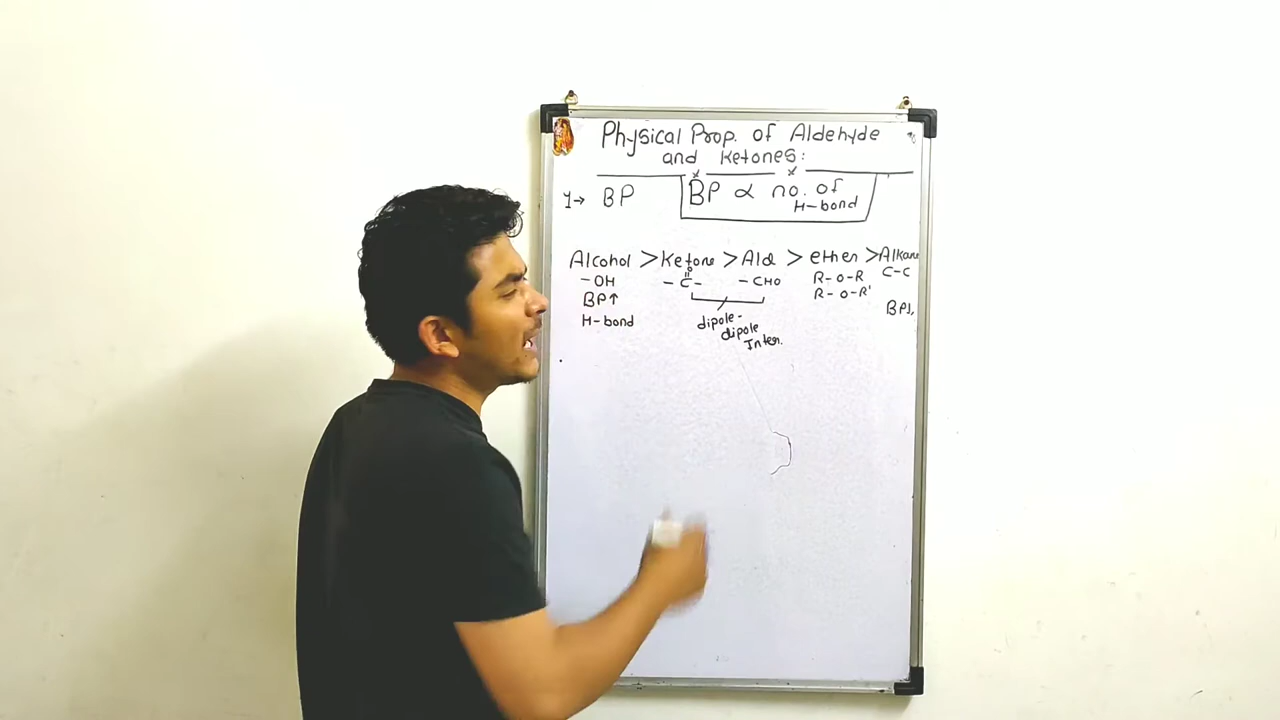 Physical Prop. of Aldehyde
and Ketones:
1→ BP
BP ∝ no. of
H-bond
Alcohol > Ketone > Ald > ether > Alkane
-OH
BP↑
H-bond
O
-C-
-CHO
dipole-
dipole
Inter.
R-O-R
R-O-R'
C-C
BP↓